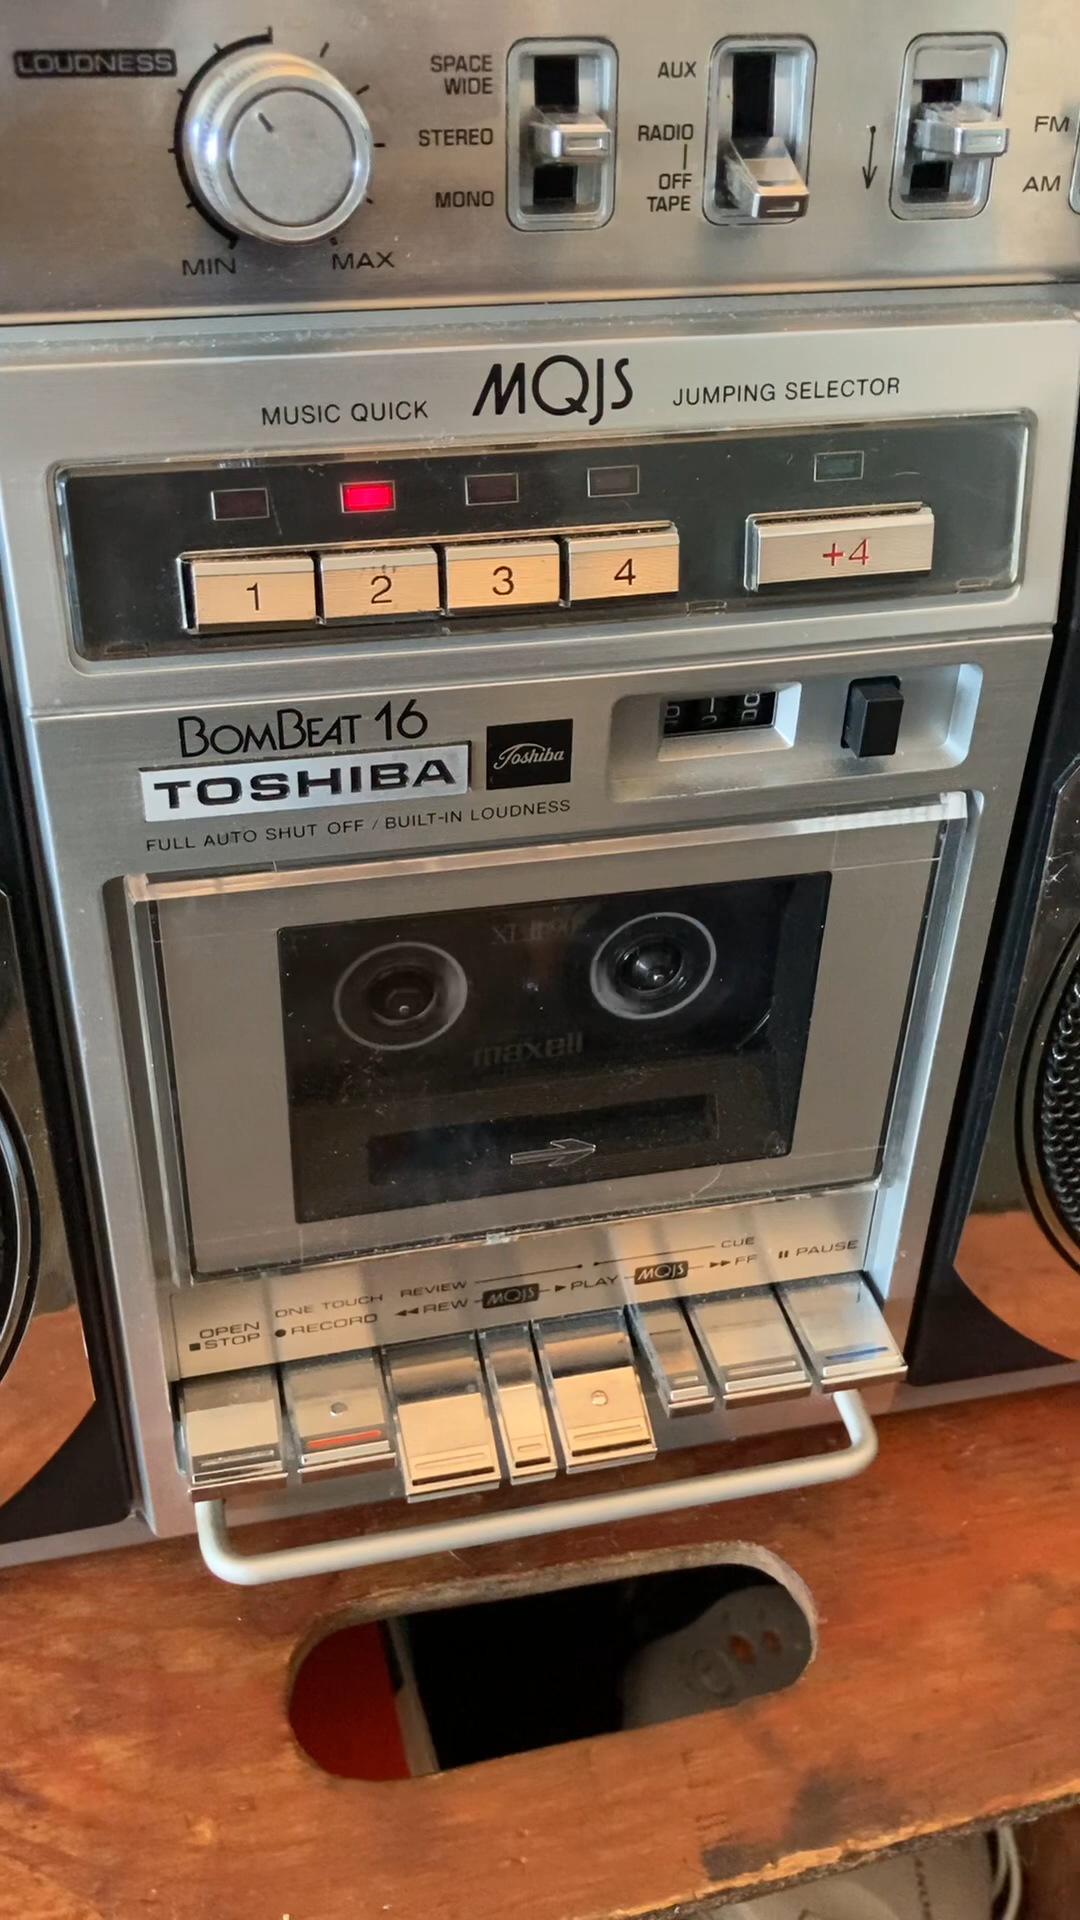 LOUDNESS
MIN MAX
SPACE
WIDE
STEREO
MONO
AUX
RADIO
OFF
TAPE
FM
AM
MUSIC QUICK MQJS JUMPING SELECTOR
1 2 3 4 +4
BOMBEAT 16
TOSHIBA Toshiba
FULL AUTO SHUT OFF / BUILT-IN LOUDNESS
maxell
OPEN
■STOP
ONE TOUCH
●RECORD
REVIEW
◀◀REW MQJS ▶PLAY MQJS ▶▶FF
CUE
⏸ PAUSE